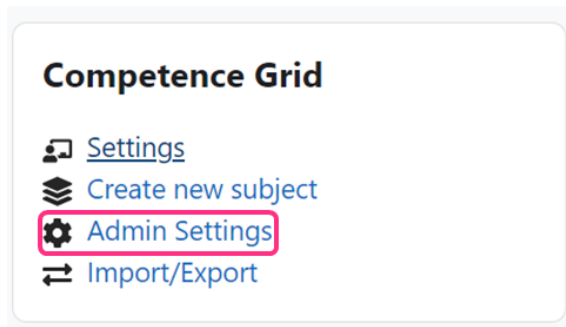 Competence Grid
Settings
Create new subject
Admin Settings
Import/Export